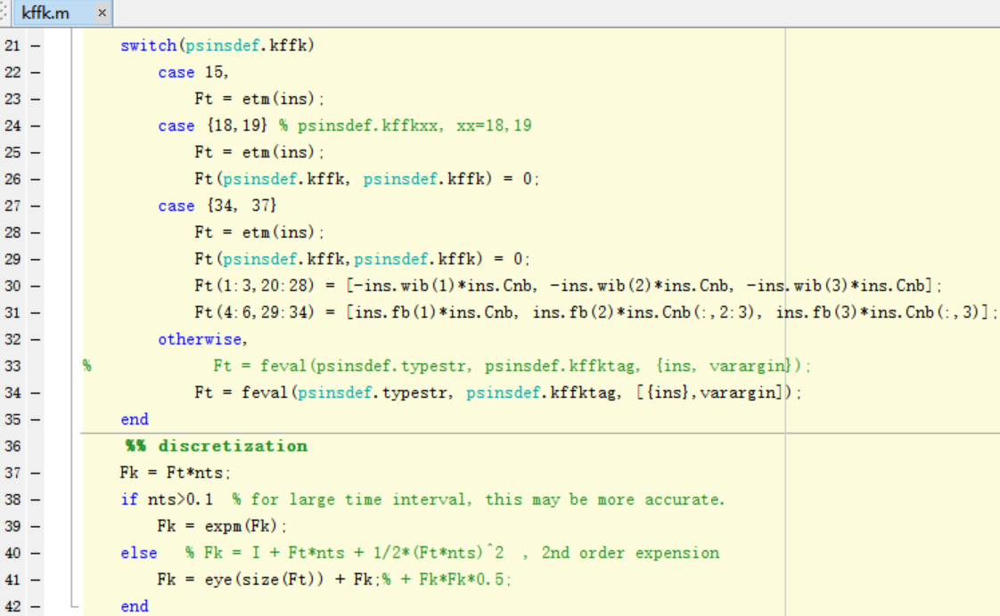 kffk.m ×
21 – switch(psinsdef.kffk)
22 – case 15,
23 – Ft = etm(ins);
24 – case {18,19} % psinsdef.kffkxx, xx=18,19
25 – Ft = etm(ins);
26 – Ft(psinsdef.kffk, psinsdef.kffk) = 0;
27 – case {34, 37}
28 – Ft = etm(ins);
29 – Ft(psinsdef.kffk,psinsdef.kffk) = 0;
30 – Ft(1:3,20:28) = [-ins.wib(1)*ins.Cnb, -ins.wib(2)*ins.Cnb, -ins.wib(3)*ins.Cnb];
31 – Ft(4:6,29:34) = [ins.fb(1)*ins.Cnb, ins.fb(2)*ins.Cnb(:,2:3), ins.fb(3)*ins.Cnb(:,3)];
32 – otherwise,
33 % Ft = feval(psinsdef.typestr, psinsdef.kffktag, {ins, varargin});
34 – Ft = feval(psinsdef.typestr, psinsdef.kffktag, [{ins},varargin]);
35 – end
36 %% discretization
37 – Fk = Ft*nts;
38 – if nts>0.1 % for large time interval, this may be more accurate.
39 – Fk = expm(Fk);
40 – else % Fk = I + Ft*nts + 1/2*(Ft*nts)^2 , 2nd order expension
41 – Fk = eye(size(Ft)) + Fk;% + Fk*Fk*0.5;
42 – end